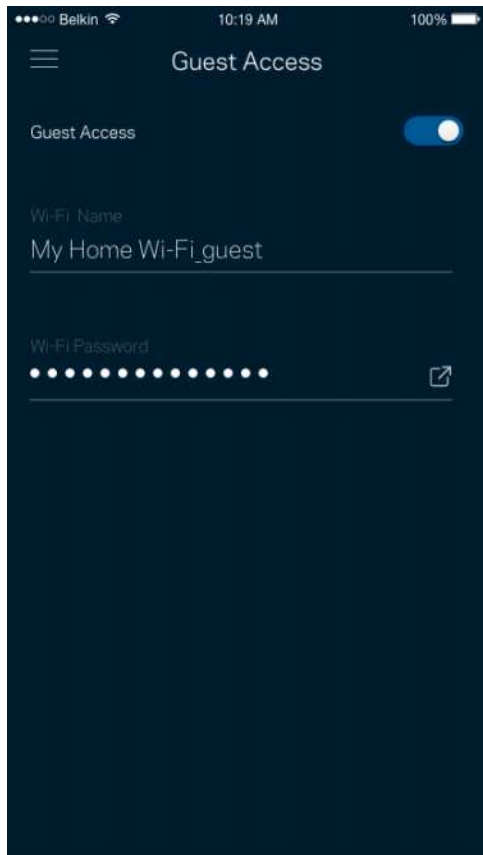 Belkin 10:19 AM 100%
Guest Access
Guest Access
Wi-Fi Name
My Home Wi-Fi_guest
Wi-Fi Password
••••••••••••••